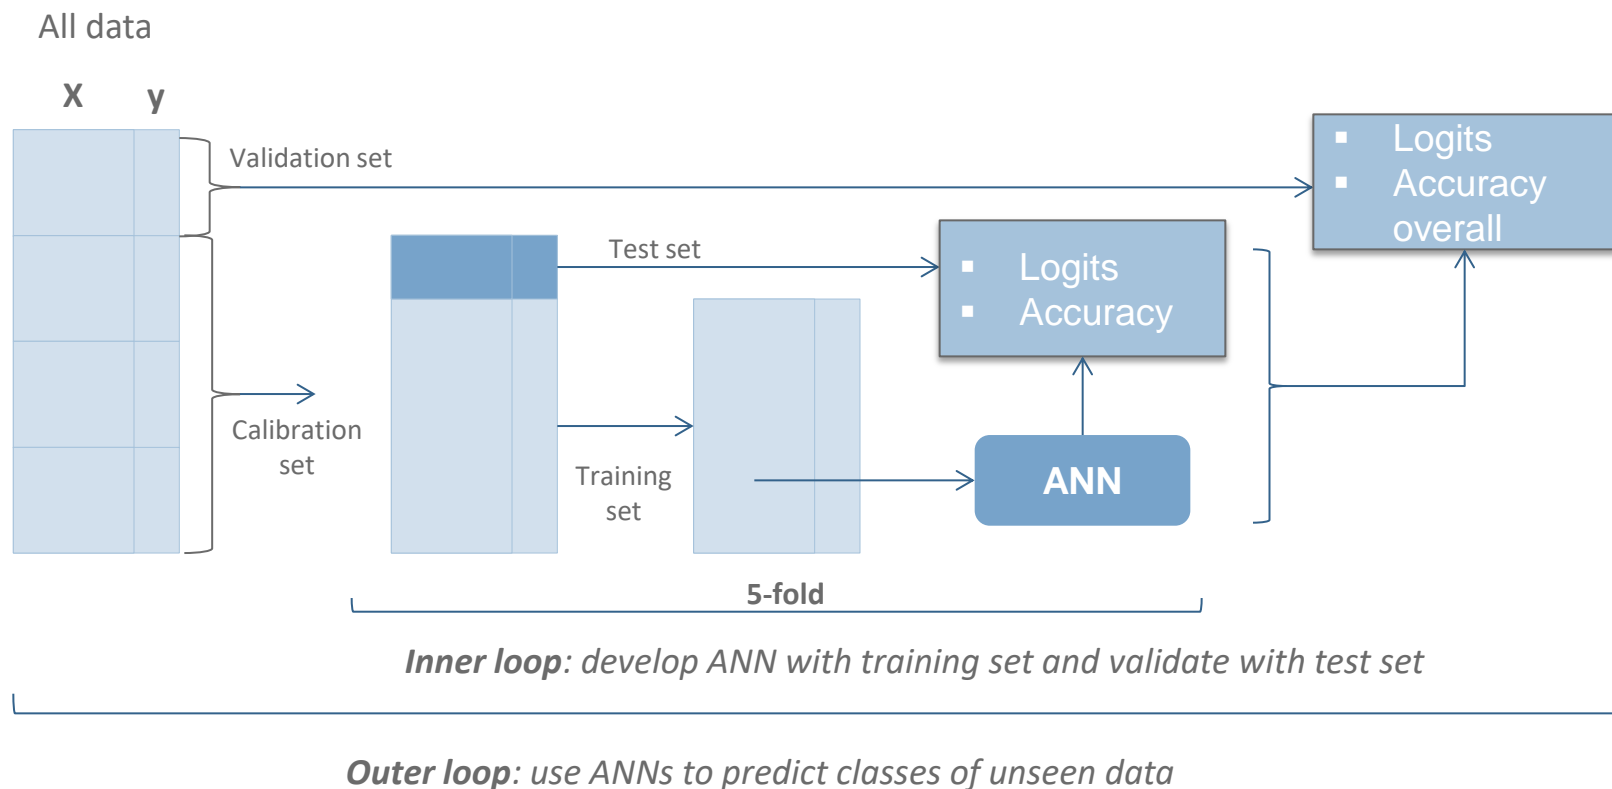 All data
X y
Validation set
▪ Logits
▪ Accuracy
overall
Test set
▪ Logits
▪ Accuracy
Calibration
set
Training
set
ANN
5-fold
Inner loop: develop ANN with training set and validate with test set
Outer loop: use ANNs to predict classes of unseen data